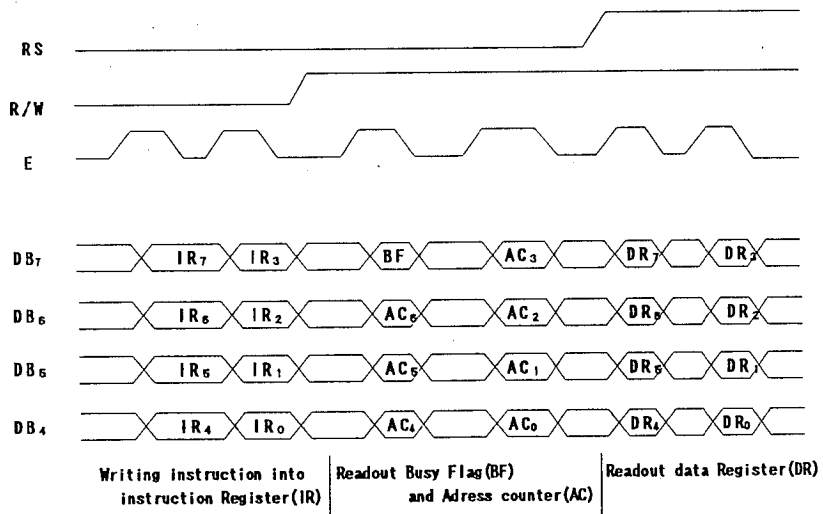 RS
R/W
E
DB₇ IR₇ IR₃ BF AC₃ DR₇ DR₃
DB₆ IR₆ IR₂ AC₆ AC₂ DR₆ DR₂
DB₅ IR₅ IR₁ AC₅ AC₁ DR₅ DR₁
DB₄ IR₄ IR₀ AC₄ AC₀ DR₄ DR₀
Writing instruction into Readout Busy Flag(BF) Readout data Register(DR)
instruction Register(IR) and Adress counter(AC)